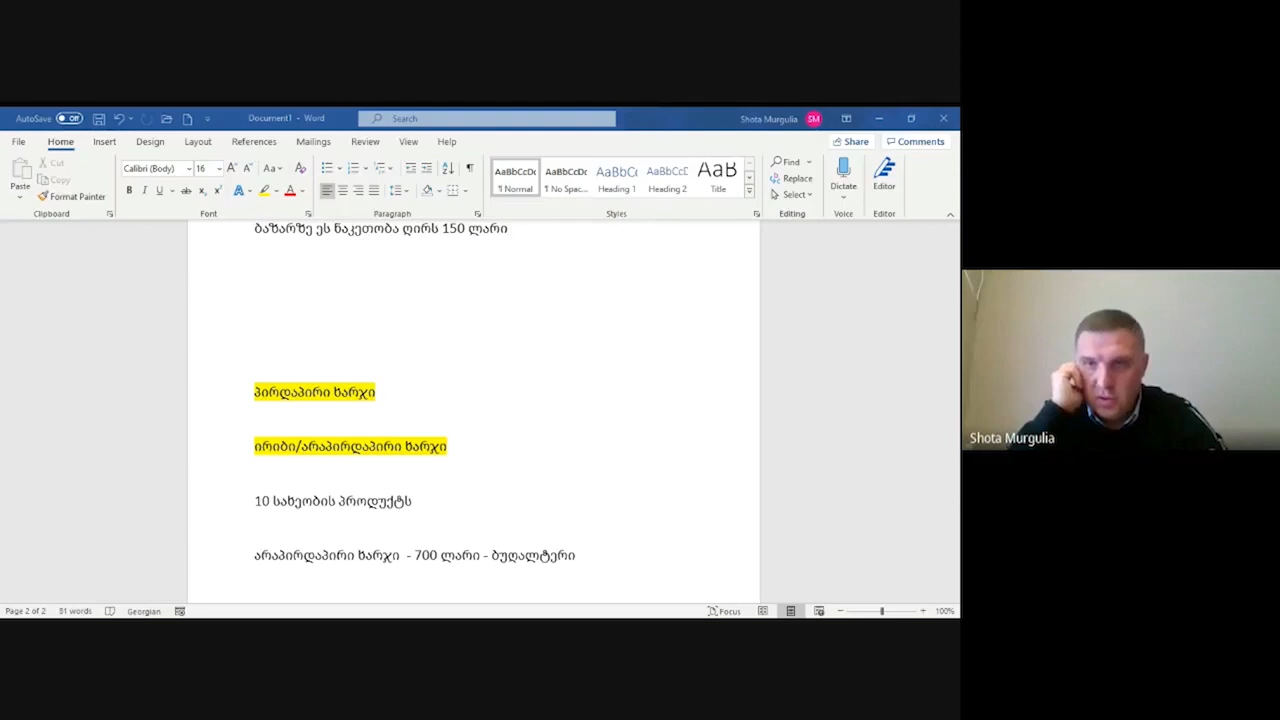 AutoSave Off Document1 - Word Search Shota Murgulia SM
File Home Insert Design Layout References Mailings Review View Help Share Comments
Paste Cut Copy Format Painter
Calibri (Body) 16
AaBbCcDc AaBbCcDc AaBbCc AaBbCcC AaB
¶ Normal ¶ No Spac... Heading 1 Heading 2 Title
Find Replace Select
Dictate Editor
Clipboard Font Paragraph Styles Editing Voice Editor
ბაზარზე ეს ნაკეთობა ღირს 150 ლარი
პირდაპირი ხარჯი
ირიბი/არაპირდაპირი ხარჯი
10 სახეობის პროდუქტს
არაპირდაპირი ხარჯი - 700 ლარი - ბუღალტერი
Page 2 of 2 51 words Georgian Focus 100%
Shota Murgulia